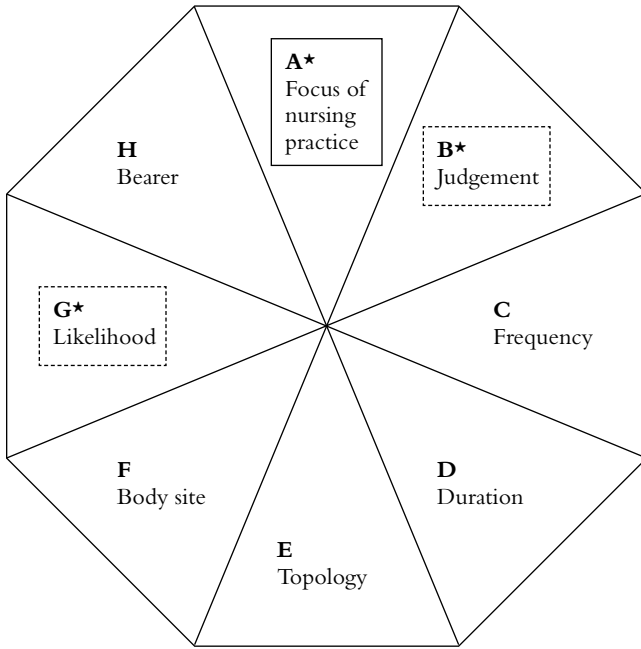 A★
Focus of
nursing
practice
B★
Judgement
C
Frequency
D
Duration
E
Topology
F
Body site
G★
Likelihood
H
Bearer